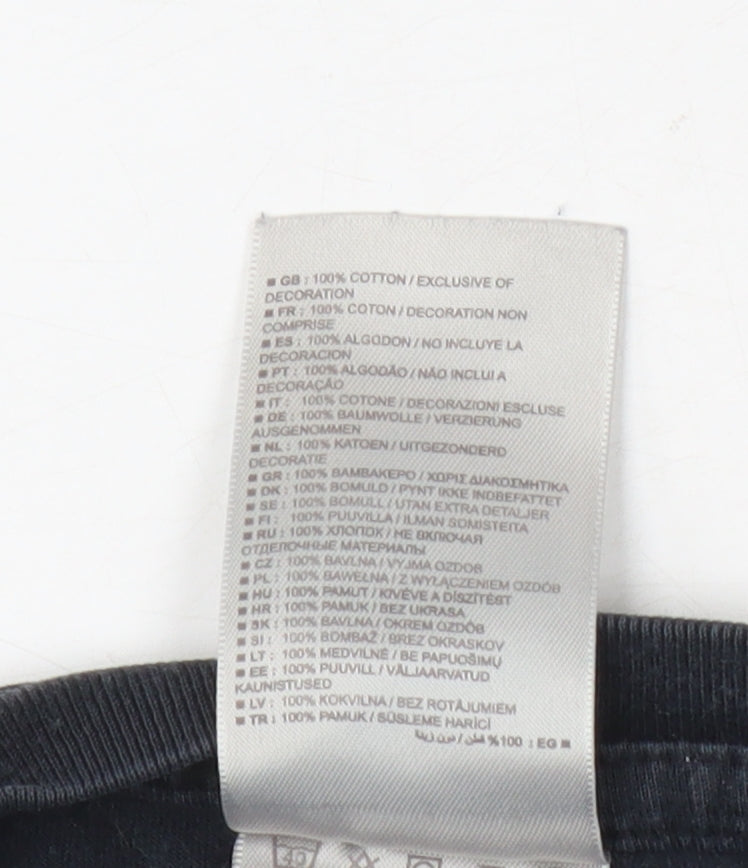 ■ GB : 100% COTTON / EXCLUSIVE OF
DECORATION
■ FR : 100% COTON / DECORATION NON
COMPRISE
■ ES : 100% ALGODON / NO INCLUYE LA
DECORACION
■ PT : 100% ALGODÃO / NÃO INCLUI A
DECORAÇÃO
■ IT : 100% COTONE / DECORAZIONI ESCLUSE
■ DE : 100% BAUMWOLLE / VERZIERUNG
AUSGENOMMEN
■ NL : 100% KATOEN / UITGEZONDERD
DECORATIE
■ GR : 100% ΒΑΜΒΑΚΕΡΟ / ΧΩΡΙΣ ΔΙΑΚΟΣΜΗΤΙΚΑ
■ DK : 100% BOMULD / PYNT IKKE INDBEFATTET
■ SE : 100% BOMULL / UTAN EXTRA DETALJER
■ FI : 100% PUUVILLA / ILMAN SOMISTEITA
■ RU : 100% ХЛОПОК / НЕ ВКЛЮЧАЯ
ОТДЕЛОЧНЫЕ МАТЕРИАЛЫ
■ CZ : 100% BAVLNA / VYJMA OZDOB
■ PL : 100% BAWEŁNA / Z WYŁĄCZENIEM OZDÓB
■ HU : 100% PAMUT / KIVÉVE A DÍSZÍTÉST
■ HR : 100% PAMUK / BEZ UKRASA
■ SK : 100% BAVLNA / OKREM OZDÔB
■ SI : 100% BOMBAŽ / BREZ OKRASKOV
■ LT : 100% MEDVILNĖ / BE PAPUOŠIMŲ
■ EE : 100% PUUVILL / VÄLJAARVATUD
KAUNISTUSED
■ LV : 100% KOKVILNA / BEZ ROTĀJUMIEM
■ TR : 100% PAMUK / SÜSLEME HARİCİ
■ EG : 100% قطن / بدون زينة
40